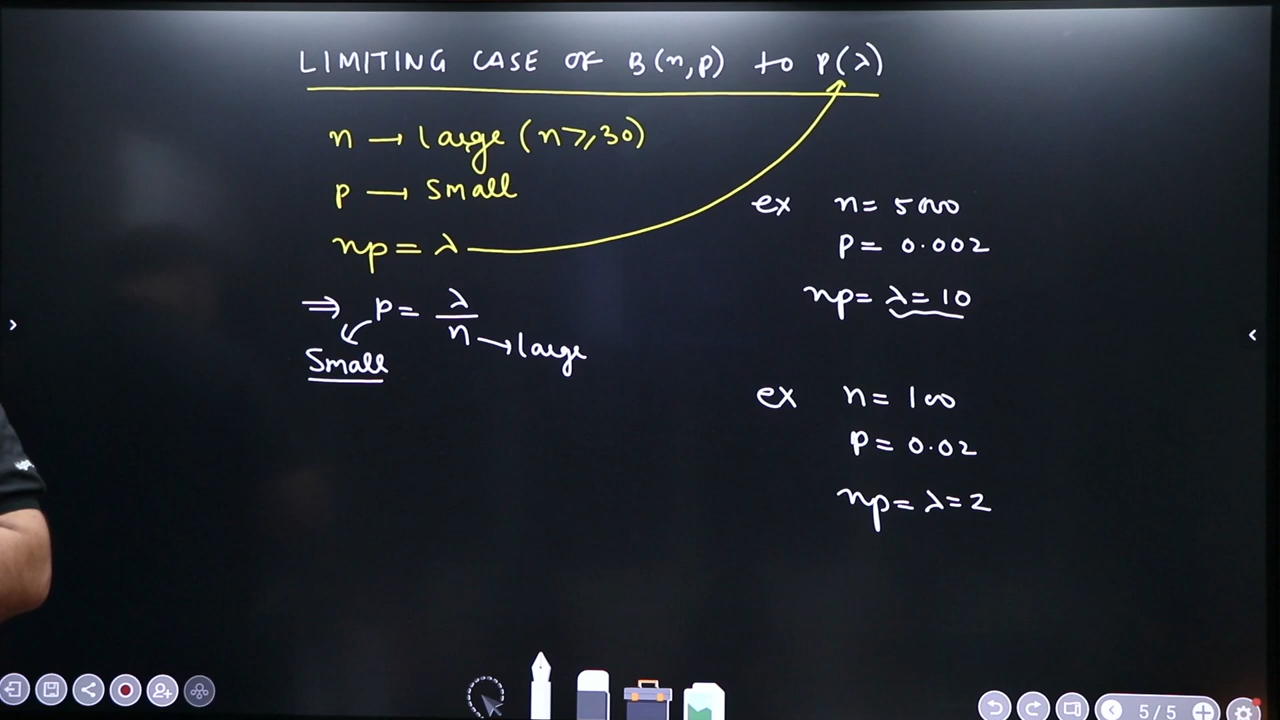 LIMITING CASE OF B(n,p) to P(λ)
n → large (n ≥ 30)
p → small
np = λ
⇒ p = λ/n → large
Small
ex n = 5000
p = 0.002
np = λ = 10
ex n = 100
p = 0.02
np = λ = 2
5/5